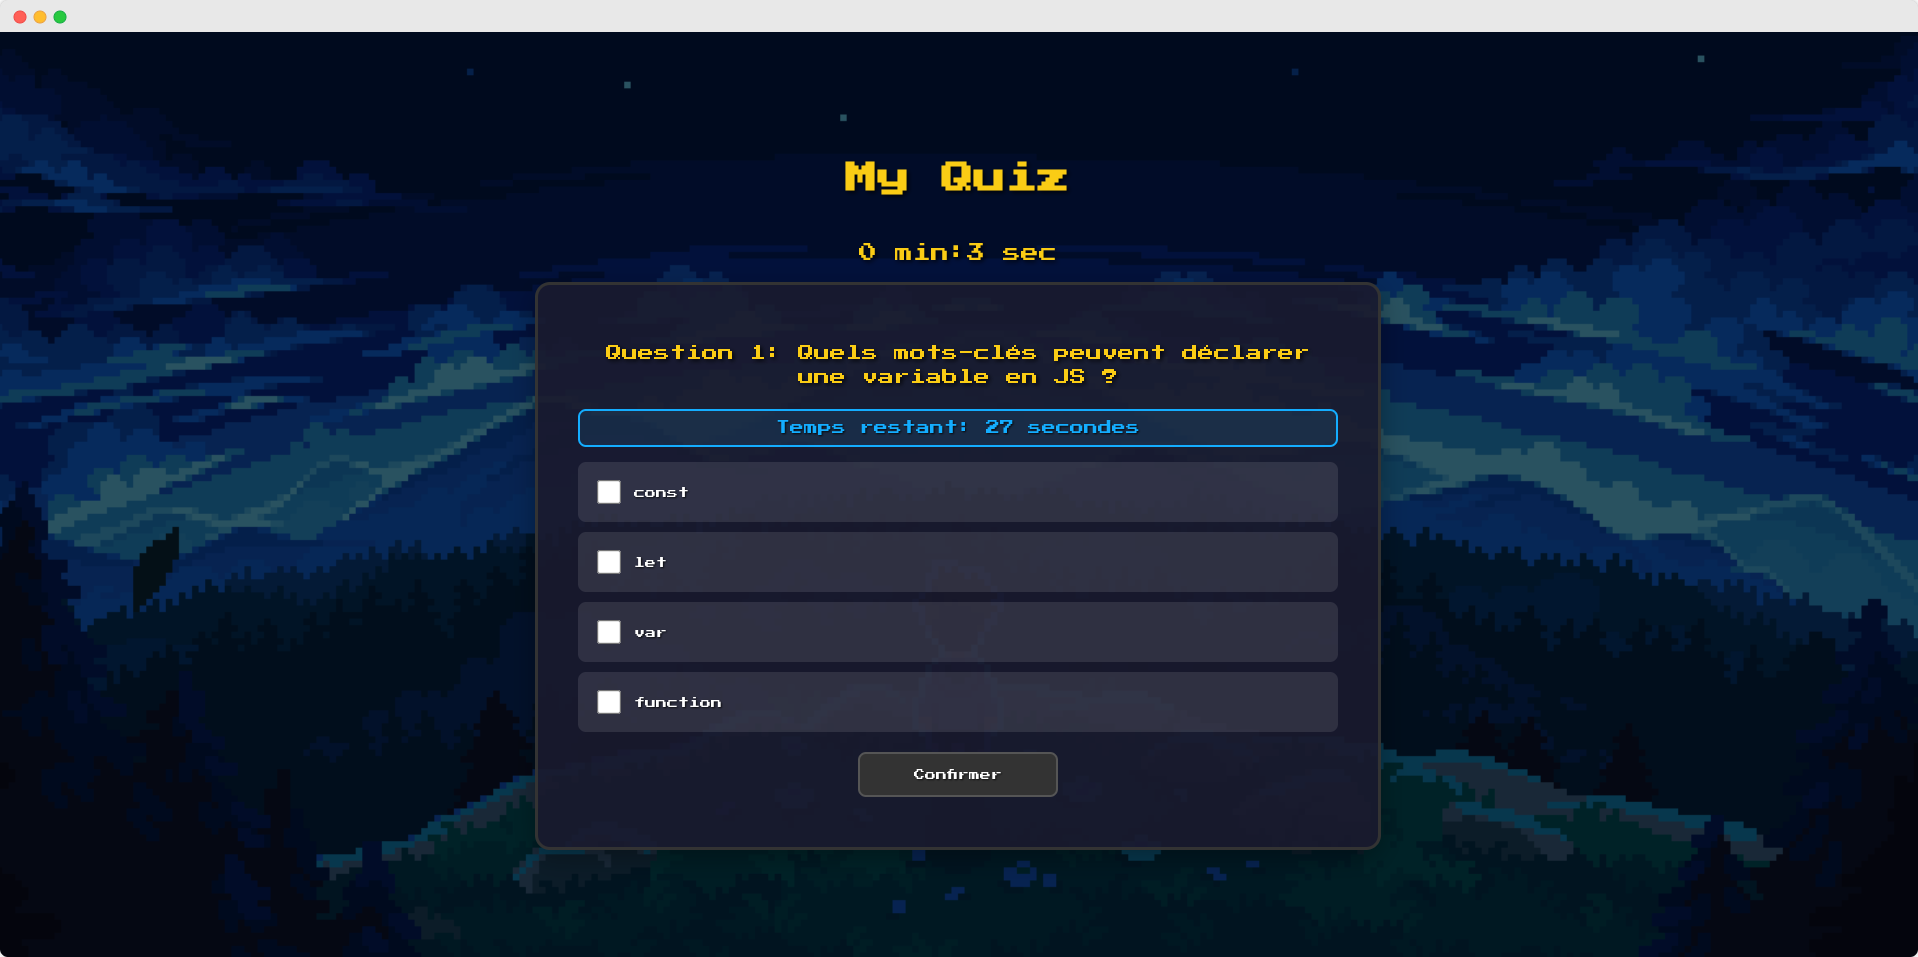 My Quiz
0 min:3 sec
Question 1: Quels mots-clés peuvent déclarer
une variable en JS ?
Temps restant: 27 secondes
const
let
var
function
Confirmer